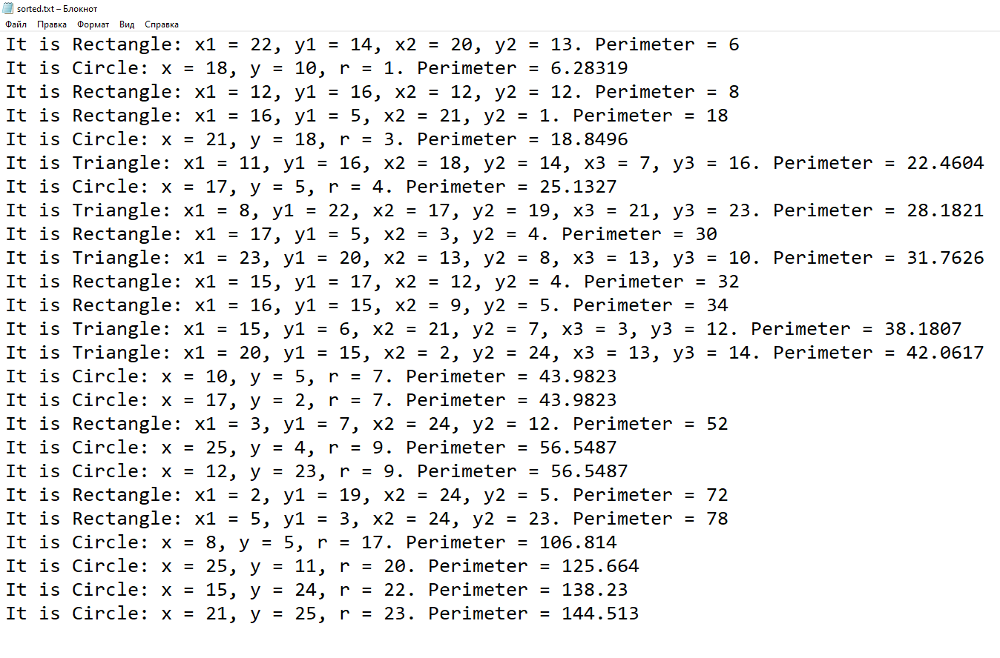 sorted.txt – Блокнот
Файл Правка Формат Вид Справка
It is Rectangle: x1 = 22, y1 = 14, x2 = 20, y2 = 13. Perimeter = 6
It is Circle: x = 18, y = 10, r = 1. Perimeter = 6.28319
It is Rectangle: x1 = 12, y1 = 16, x2 = 12, y2 = 12. Perimeter = 8
It is Rectangle: x1 = 16, y1 = 5, x2 = 21, y2 = 1. Perimeter = 18
It is Circle: x = 21, y = 18, r = 3. Perimeter = 18.8496
It is Triangle: x1 = 11, y1 = 16, x2 = 18, y2 = 14, x3 = 7, y3 = 16. Perimeter = 22.4604
It is Circle: x = 17, y = 5, r = 4. Perimeter = 25.1327
It is Triangle: x1 = 8, y1 = 22, x2 = 17, y2 = 19, x3 = 21, y3 = 23. Perimeter = 28.1821
It is Rectangle: x1 = 17, y1 = 5, x2 = 3, y2 = 4. Perimeter = 30
It is Triangle: x1 = 23, y1 = 20, x2 = 13, y2 = 8, x3 = 13, y3 = 10. Perimeter = 31.7626
It is Rectangle: x1 = 15, y1 = 17, x2 = 12, y2 = 4. Perimeter = 32
It is Rectangle: x1 = 16, y1 = 15, x2 = 9, y2 = 5. Perimeter = 34
It is Triangle: x1 = 15, y1 = 6, x2 = 21, y2 = 7, x3 = 3, y3 = 12. Perimeter = 38.1807
It is Triangle: x1 = 20, y1 = 15, x2 = 2, y2 = 24, x3 = 13, y3 = 14. Perimeter = 42.0617
It is Circle: x = 10, y = 5, r = 7. Perimeter = 43.9823
It is Circle: x = 17, y = 2, r = 7. Perimeter = 43.9823
It is Rectangle: x1 = 3, y1 = 7, x2 = 24, y2 = 12. Perimeter = 52
It is Circle: x = 25, y = 4, r = 9. Perimeter = 56.5487
It is Circle: x = 12, y = 23, r = 9. Perimeter = 56.5487
It is Rectangle: x1 = 2, y1 = 19, x2 = 24, y2 = 5. Perimeter = 72
It is Rectangle: x1 = 5, y1 = 3, x2 = 24, y2 = 23. Perimeter = 78
It is Circle: x = 8, y = 5, r = 17. Perimeter = 106.814
It is Circle: x = 25, y = 11, r = 20. Perimeter = 125.664
It is Circle: x = 15, y = 24, r = 22. Perimeter = 138.23
It is Circle: x = 21, y = 25, r = 23. Perimeter = 144.513